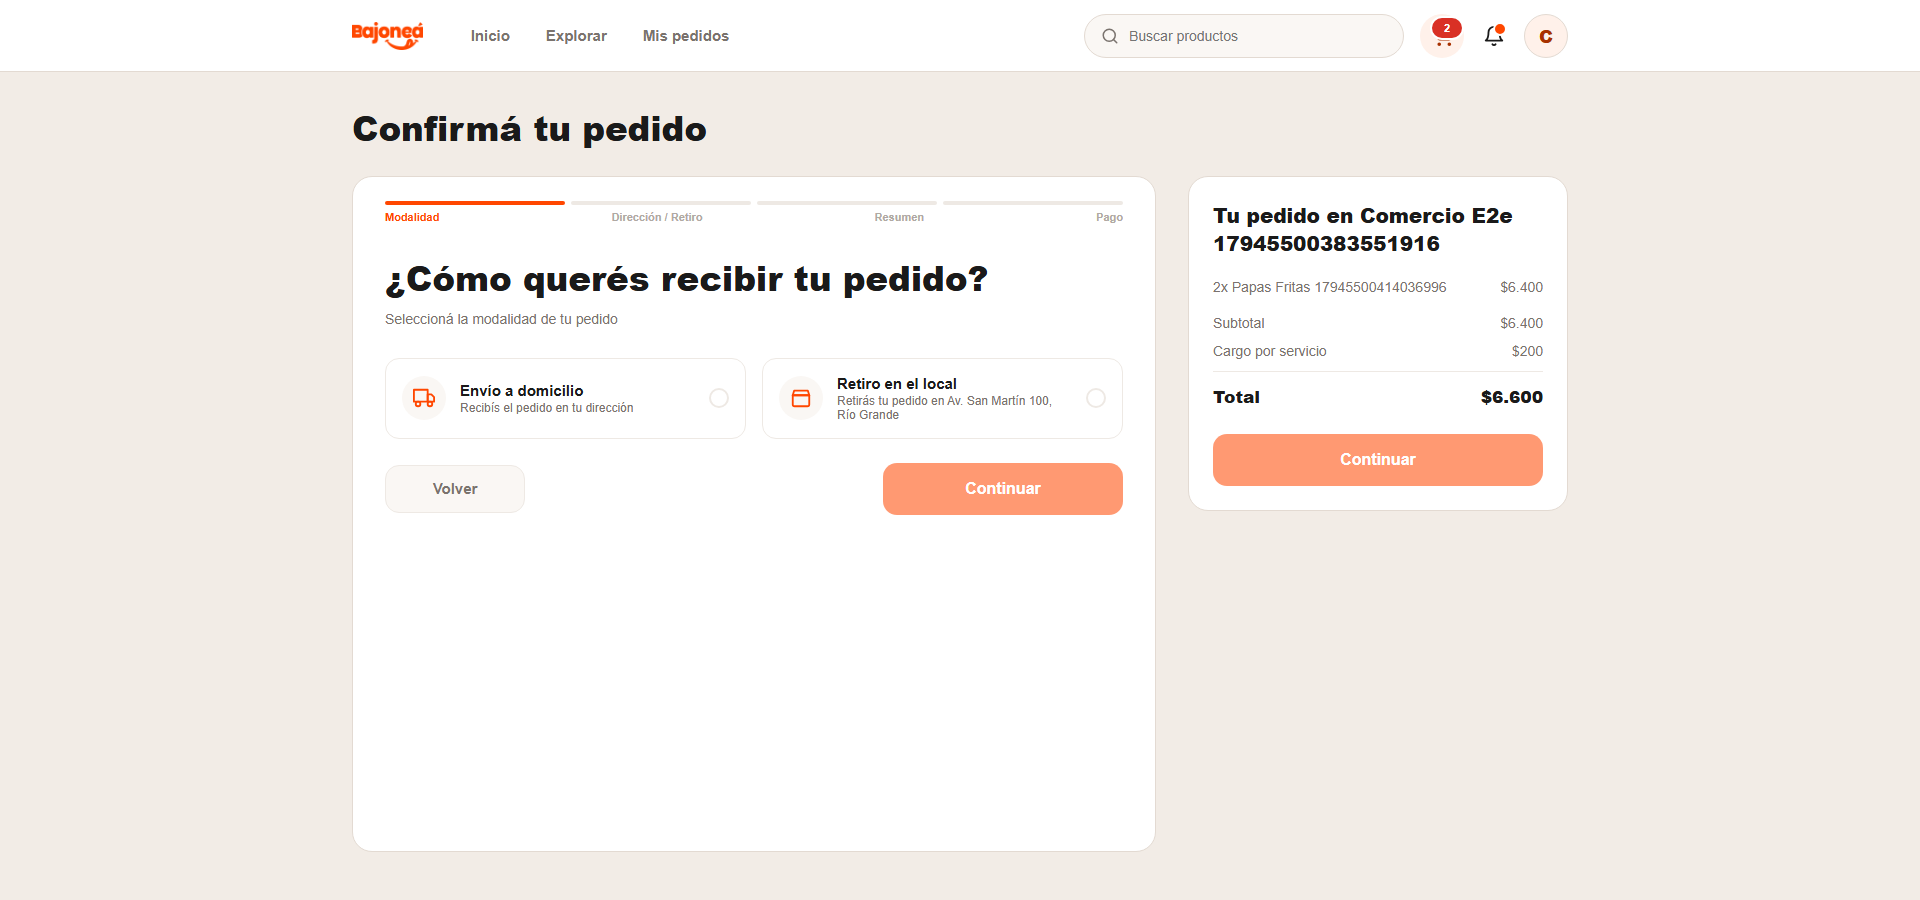 Bajoneá
Inicio
Explorar
Mis pedidos
Buscar productos
2
C
Confirmá tu pedido
Modalidad
Dirección / Retiro
Resumen
Pago
¿Cómo querés recibir tu pedido?
Seleccioná la modalidad de tu pedido
Envío a domicilio
Recibís el pedido en tu dirección
Retiro en el local
Retirás tu pedido en Av. San Martín 100,
Río Grande
Volver
Continuar
Tu pedido en Comercio E2e
17945500383551916
2x Papas Fritas 17945500414036996 $6.400
Subtotal $6.400
Cargo por servicio $200
Total $6.600
Continuar